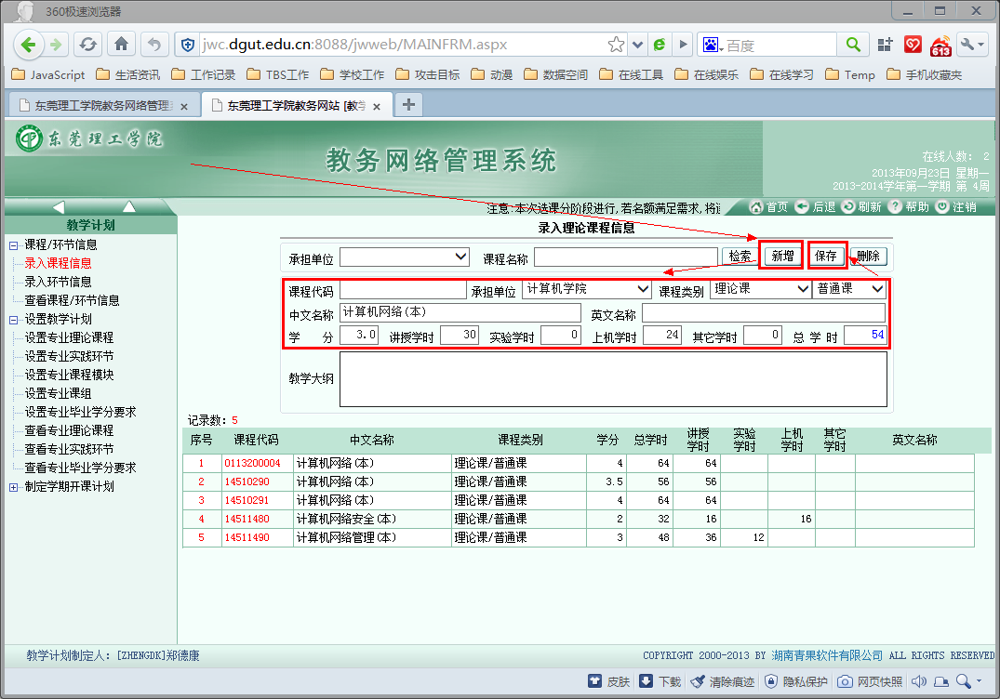 360极速浏览器
jwc.dgut.edu.cn:8088/jwweb/MAINFRM.aspx 百度 613
JavaScript 生活资讯 工作记录 TBS工作 学校工作 攻击目标 动漫 数据空间 在线工具 在线娱乐 在线学习 Temp 手机收藏夹
东莞理工学院教务网络管理 东莞理工学院教务网站 [教学
东莞理工学院
教务网络管理系统
在线人数： 2
2013年09月23日 星期一
2013-2014学年第一学期 第 4周
注意:本次选课分阶段进行, 若名额满足需求, 将 首页 后退 刷新 帮助 注销
教学计划
课程/环节信息
录入课程信息
录入环节信息
查看课程/环节信息
设置教学计划
设置专业理论课程
设置专业实践环节
设置专业课程模块
设置专业课组
设置专业毕业学分要求
查看专业理论课程
查看专业实践环节
查看专业毕业学分要求
制定学期开课计划
录入理论课程信息
承担单位 课程名称 检索 新增 保存 删除
课程代码 承担单位 计算机学院 课程类别 理论课 普通课
中文名称 计算机网络(本) 英文名称
学 分 3.0 讲授学时 30 实验学时 0 上机学时 24 其它学时 0 总 学 时 54
教学大纲
记录数：5
序号 课程代码 中文名称 课程类别 学分 总学时 讲授学时 实验学时 上机学时 其它学时 英文名称
1 0113200004 计算机网络(本) 理论课/普通课 4 64 64
2 14510290 计算机网络(本) 理论课/普通课 3.5 56 56
3 14510291 计算机网络(本) 理论课/普通课 4 64 64
4 14511480 计算机网络安全(本) 理论课/普通课 2 32 16 16
5 14511490 计算机网络管理(本) 理论课/普通课 3 48 36 12
教学计划制定人：[ZHENGDK]郑德康 COPYRIGHT 2000-2013 BY 湖南青果软件有限公司 ALL RIGHTS RESERVED
皮肤 下载 清除痕迹 隐私保护 网页快照